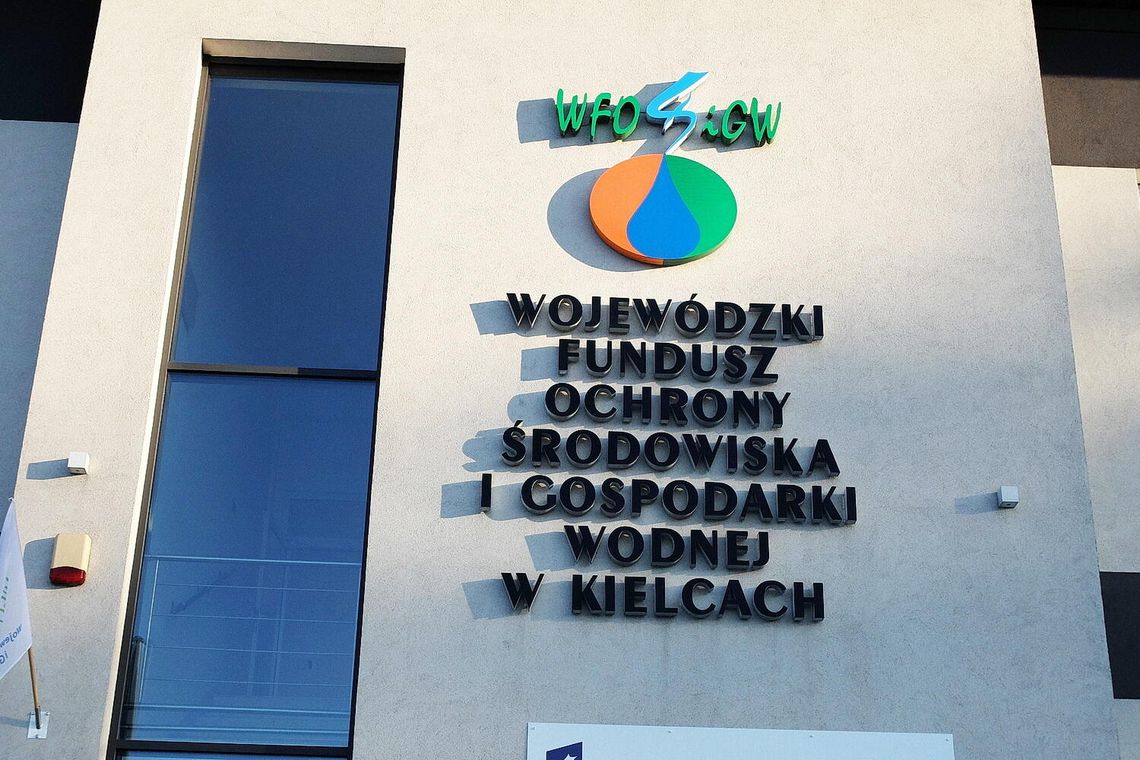 WFOŚiGW
WOJEWÓDZKI
FUNDUSZ
OCHRONY
ŚRODOWISKA
I GOSPODARKI
WODNEJ
W KIELCACH